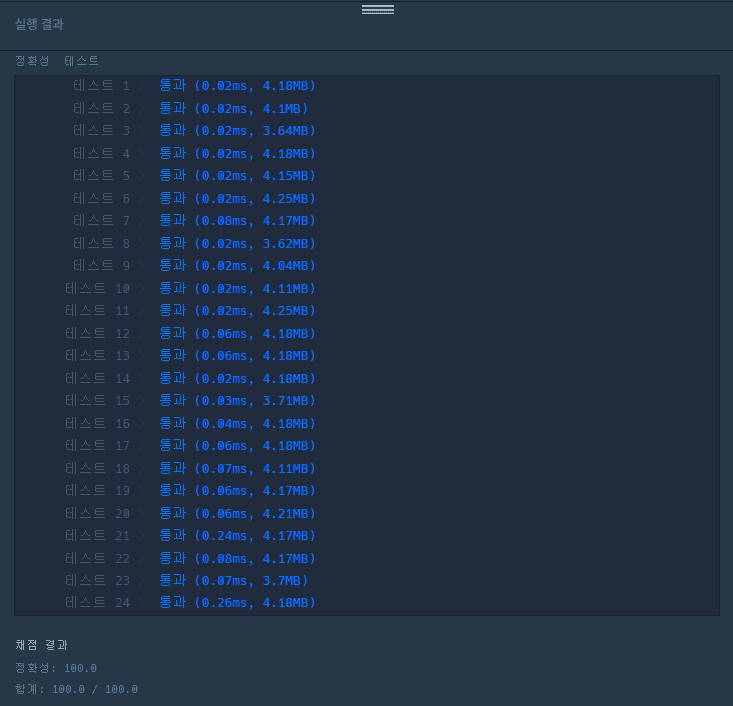 실행 결과
정확성 테스트
테스트 1 〉 통과 (0.02ms, 4.18MB)
테스트 2 〉 통과 (0.02ms, 4.1MB)
테스트 3 〉 통과 (0.02ms, 3.64MB)
테스트 4 〉 통과 (0.02ms, 4.18MB)
테스트 5 〉 통과 (0.02ms, 4.15MB)
테스트 6 〉 통과 (0.02ms, 4.25MB)
테스트 7 〉 통과 (0.08ms, 4.17MB)
테스트 8 〉 통과 (0.02ms, 3.62MB)
테스트 9 〉 통과 (0.02ms, 4.04MB)
테스트 10 〉 통과 (0.02ms, 4.11MB)
테스트 11 〉 통과 (0.02ms, 4.25MB)
테스트 12 〉 통과 (0.06ms, 4.18MB)
테스트 13 〉 통과 (0.06ms, 4.18MB)
테스트 14 〉 통과 (0.02ms, 4.18MB)
테스트 15 〉 통과 (0.03ms, 3.71MB)
테스트 16 〉 통과 (0.04ms, 4.18MB)
테스트 17 〉 통과 (0.06ms, 4.18MB)
테스트 18 〉 통과 (0.07ms, 4.11MB)
테스트 19 〉 통과 (0.06ms, 4.17MB)
테스트 20 〉 통과 (0.06ms, 4.21MB)
테스트 21 〉 통과 (0.24ms, 4.17MB)
테스트 22 〉 통과 (0.08ms, 4.17MB)
테스트 23 〉 통과 (0.07ms, 3.7MB)
테스트 24 〉 통과 (0.26ms, 4.18MB)
채점 결과
정확성: 100.0
합계: 100.0 / 100.0